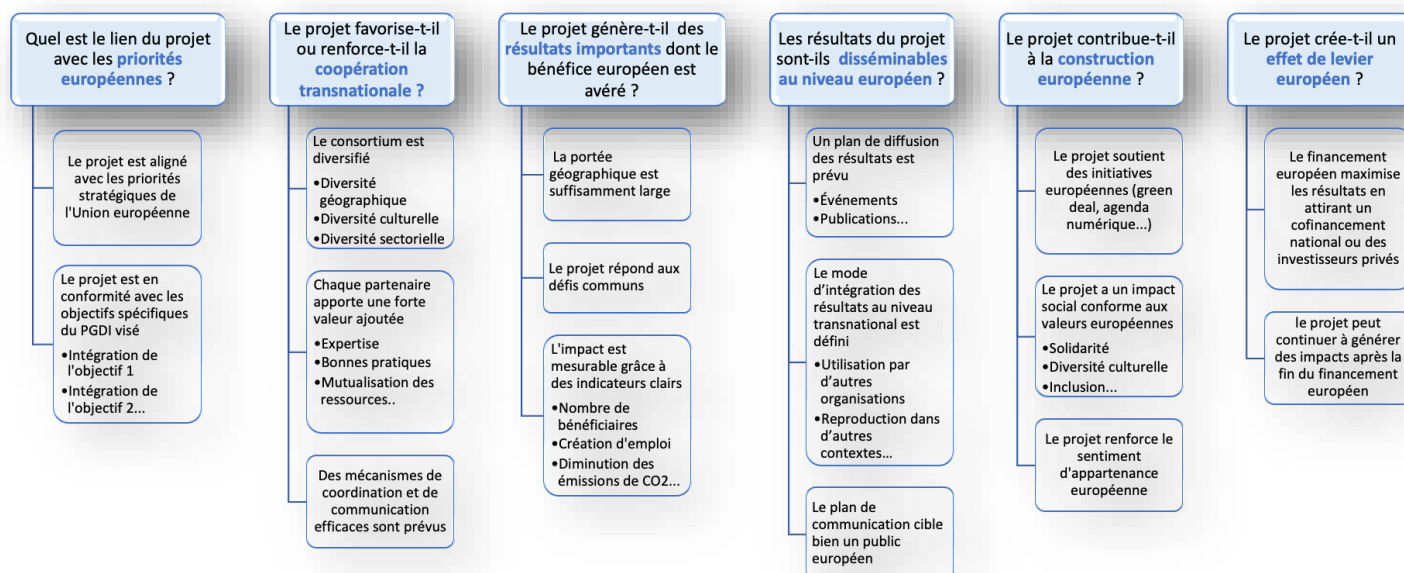 Quel est le lien du projet
avec les priorités
européennes ?
Le projet est aligné
avec les priorités
stratégiques de
l'Union européenne
Le projet est en
conformité avec les
objectifs spécifiques
du PGDI visé
•Intégration de
l'objectif 1
•Intégration de
l'objectif 2...
Le projet favorise-t-il
ou renforce-t-il la
coopération
transnationale ?
Le consortium est
diversifié
•Diversité
géographique
•Diversité culturelle
•Diversité sectorielle
Chaque partenaire
apporte une forte
valeur ajoutée
•Expertise
•Bonnes pratiques
•Mutualisation des
ressources..
Des mécanismes de
coordination et de
communication
efficaces sont prévus
Le projet génère-t-il des
résultats importants dont le
bénéfice européen est
avéré ?
La portée
géographique est
suffisamment large
Le projet répond aux
défis communs
L'impact est
mesurable grâce à
des indicateurs clairs
•Nombre de
bénéficiaires
•Création d'emploi
•Diminution des
émissions de CO2...
Les résultats du projet
sont-ils disséminables
au niveau européen ?
Un plan de diffusion
des résultats est
prévu
•Événements
•Publications...
Le mode
d’intégration des
résultats au niveau
transnational est
défini
•Utilisation par
d’autres
organisations
•Reproduction dans
d’autres
contextes...
Le plan de
communication cible
bien un public
européen
Le projet contribue-t-il
à la construction
européenne ?
Le projet soutient
des initiatives
européennes (green
deal, agenda
numérique...)
Le projet a un impact
social conforme aux
valeurs européennes
•Solidarité
•Diversité culturelle
•Inclusion...
Le projet renforce le
sentiment
d'appartenance
européenne
Le projet crée-t-il un
effet de levier
européen ?
Le financement
européen maximise
les résultats en
attirant un
cofinancement
national ou des
investisseurs privés
le projet peut
continuer à générer
des impacts après la
fin du financement
européen